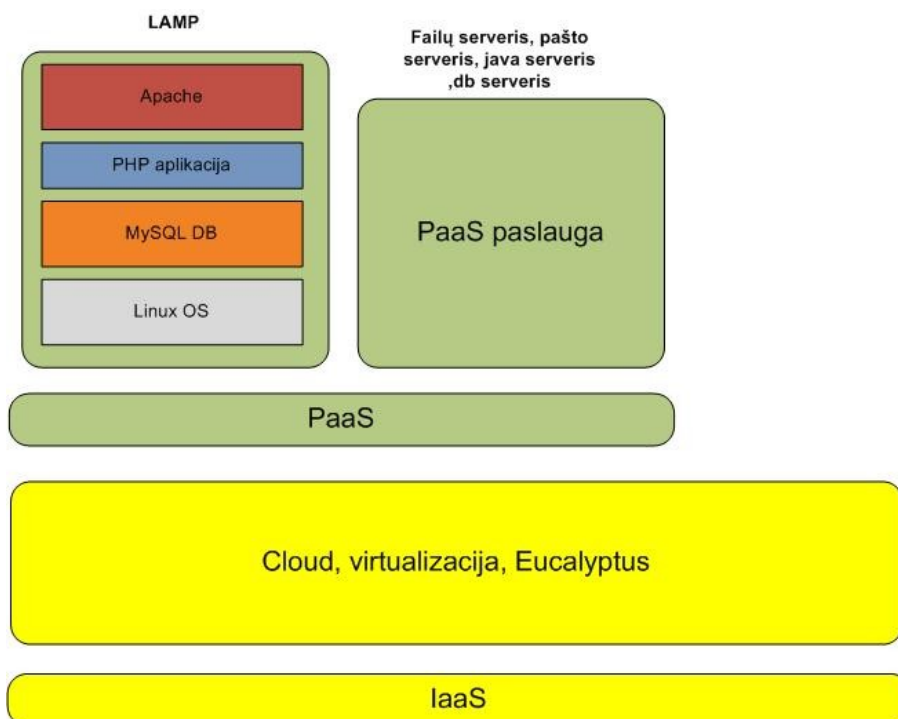 LAMP
Apache
PHP aplikacija
MySQL DB
Linux OS
Failų serveris, pašto
serveris, java serveris
,db serveris
PaaS paslauga
PaaS
Cloud, virtualizacija, Eucalyptus
IaaS